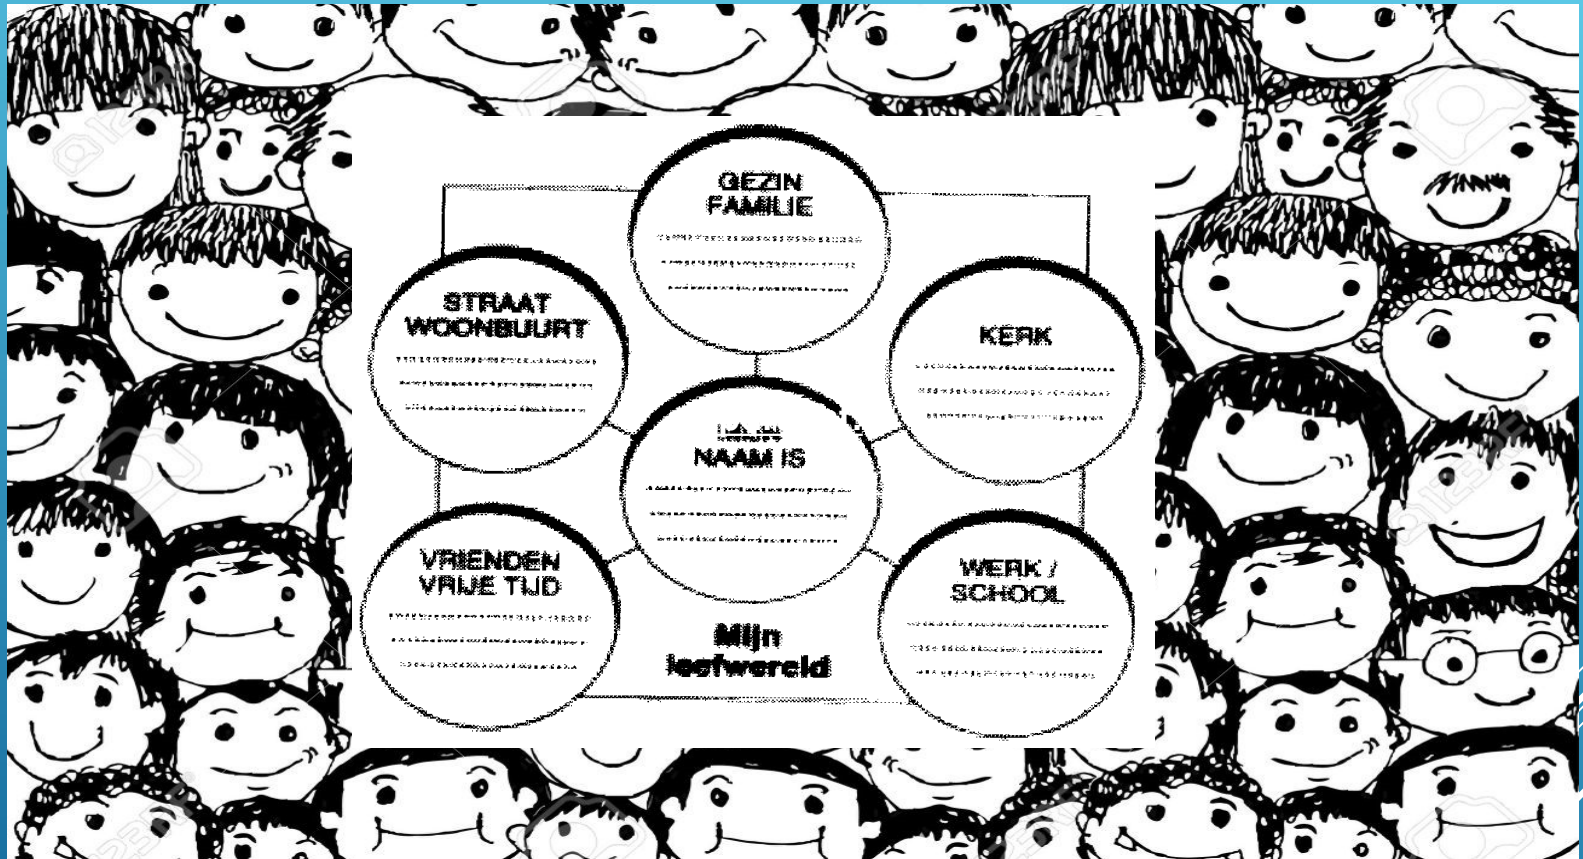 GEZIN
FAMILIE
STRAAT
WOONBUURT
KERK
NAAM IS
VRIENDEN
VRIJE TIJD
WERK /
SCHOOL
Mijn
leefwereld